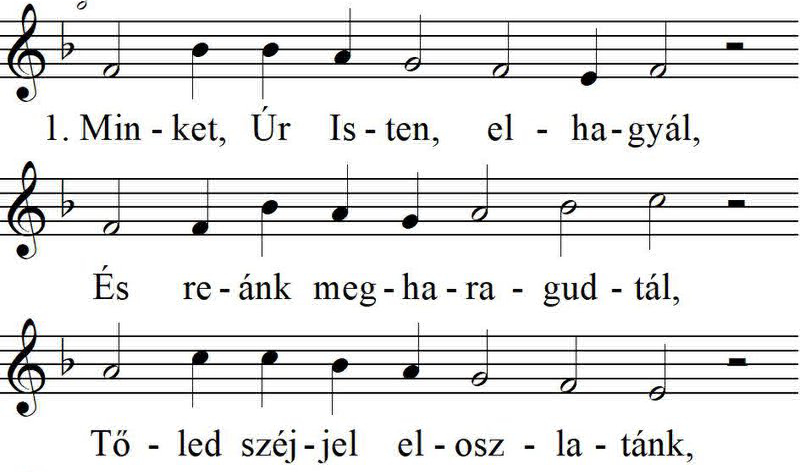 1. Min - ket, Úr Is - ten, el - ha - gyál,
És re - ánk meg - ha - ra - gud - tál,
Tő - led széj - jel el - osz - la - tánk,